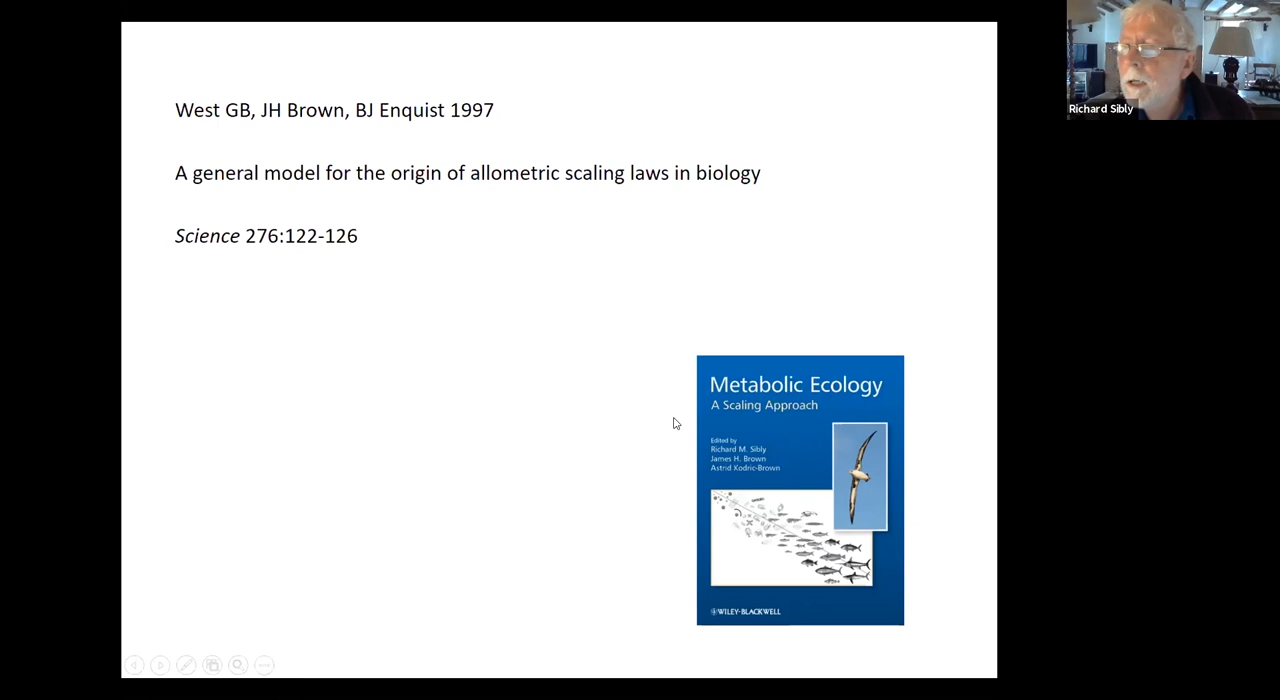 West GB, JH Brown, BJ Enquist 1997
A general model for the origin of allometric scaling laws in biology
Science 276:122-126
Metabolic Ecology
A Scaling Approach
Edited by
Richard M. Sibly
James H. Brown
Astrid Kodric-Brown
WILEY-BLACKWELL
Richard Sibly